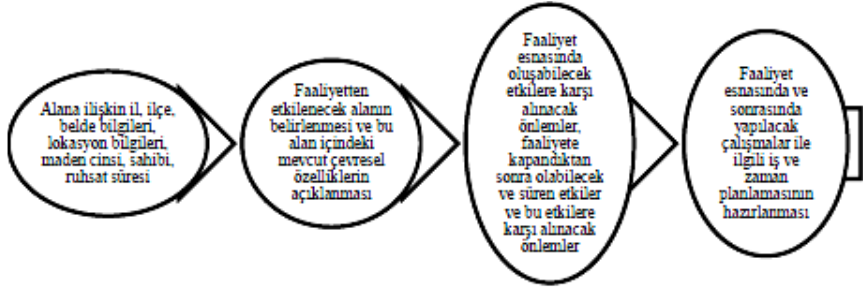 Alana ilişkin il, ilçe,
belde bilgileri,
lokasyon bilgileri,
maden cinsi, sahibi,
ruhsat süresi
Faaliyetten
etkilenecek alanın
belirlenmesi ve bu
alan içindeki
mevcut çevresel
özelliklerin
açıklanması
Faaliyet
esnasında
oluşabilecek
etkilere karşı
alınacak
önlemler,
faaliyete
kapandıktan
sonra olabilecek
ve süren etkiler
ve bu etkilere
karşı alınacak
önlemler
Faaliyet
esnasında ve
sonrasında
yapılacak
çalışmalar ile
ilgili iş ve
zaman
planlamasının
hazırlanması